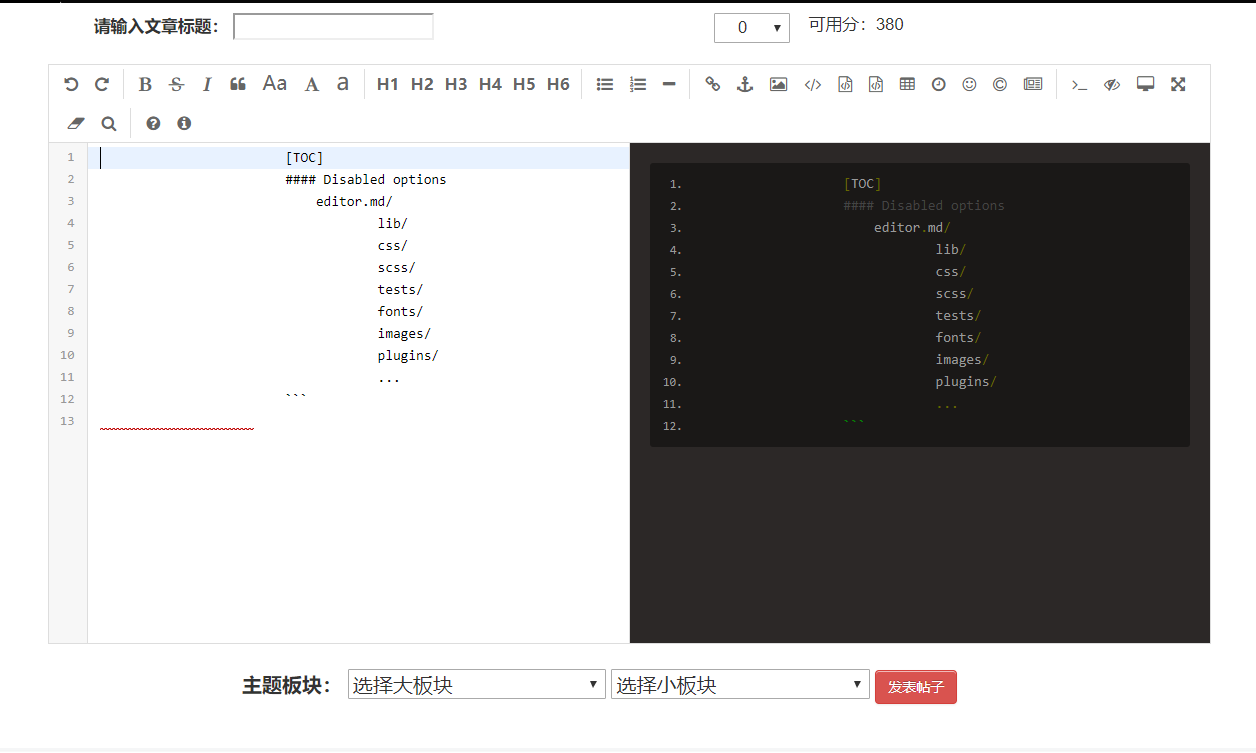 请输入文章标题： 0 可用分：380
B S I Aa A a H1 H2 H3 H4 H5 H6
1 [TOC]
2 #### Disabled options
3 editor.md/
4 lib/
5 css/
6 scss/
7 tests/
8 fonts/
9 images/
10 plugins/
11 ...
12 ```
13
1. [TOC]
2. #### Disabled options
3. editor.md/
4. lib/
5. css/
6. scss/
7. tests/
8. fonts/
9. images/
10. plugins/
11. ...
12. ```
主题板块： 选择大板块 选择小板块 发表帖子